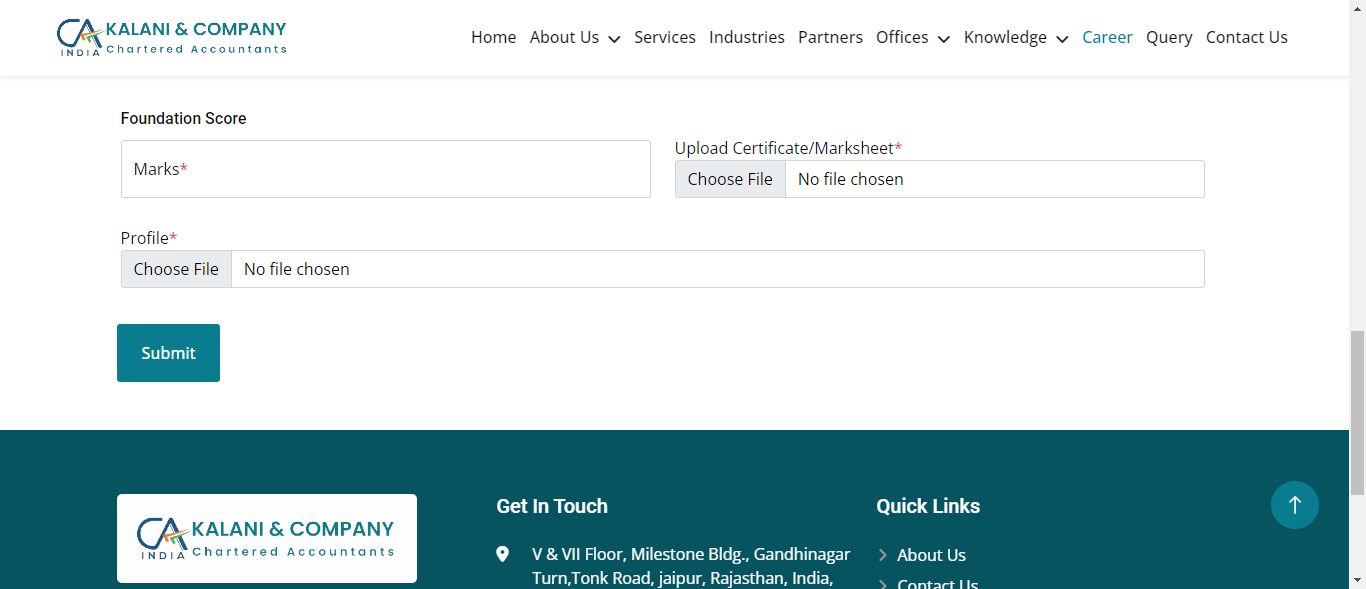 CA INDIA KALANI & COMPANY
Chartered Accountants
Home About Us Services Industries Partners Offices Knowledge Career Query Contact Us
Foundation Score
Marks*
Upload Certificate/Marksheet*
Choose File No file chosen
Profile*
Choose File No file chosen
Submit
CA INDIA KALANI & COMPANY
Chartered Accountants
Get In Touch
V & VII Floor, Milestone Bldg., Gandhinagar
Turn,Tonk Road, jaipur, Rajasthan, India,
Quick Links
About Us
Contact Us